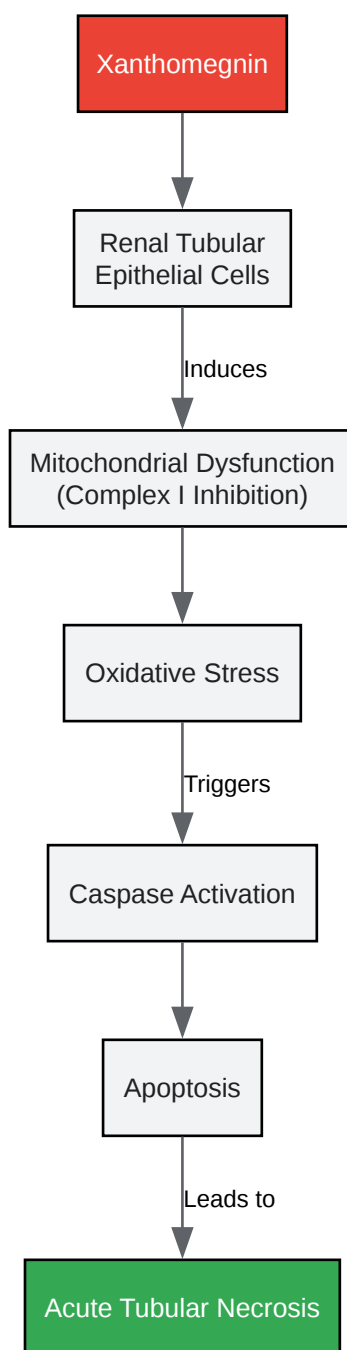 Xanthomegnin
Renal Tubular
Epithelial Cells
Induces
Mitochondrial Dysfunction
(Complex I Inhibition)
Oxidative Stress
Triggers
Caspase Activation
Apoptosis
Leads to
Acute Tubular Necrosis